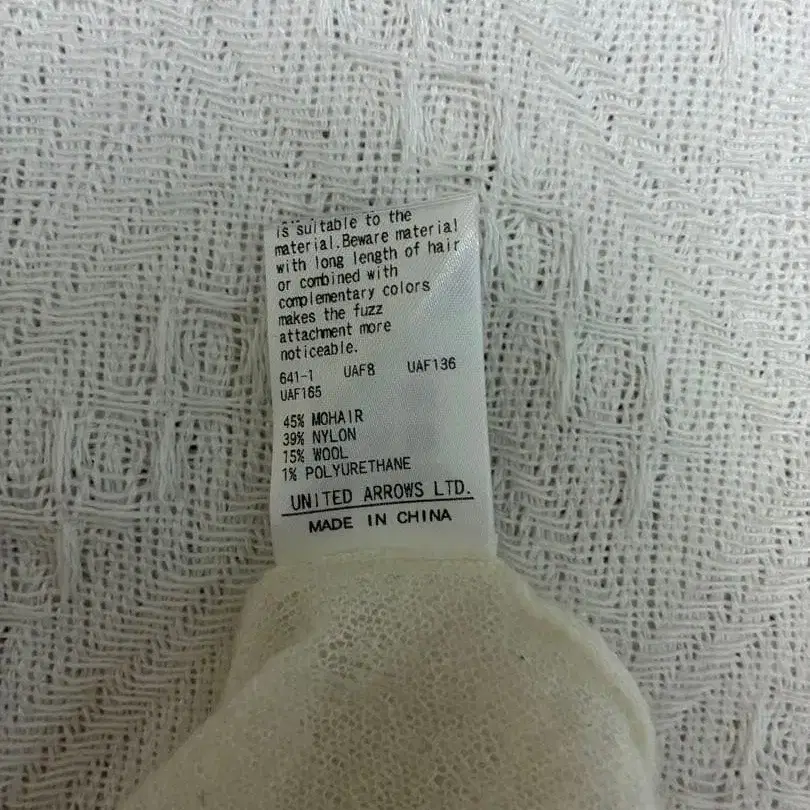 is suitable to the
material.Beware material
with long length of hair
or combined with
complementary colors
makes the fuzz
attachment more
noticeable.
641-1 UAF8 UAF136
UAF165
45% MOHAIR
39% NYLON
15% WOOL
1% POLYURETHANE
UNITED ARROWS LTD.
MADE IN CHINA